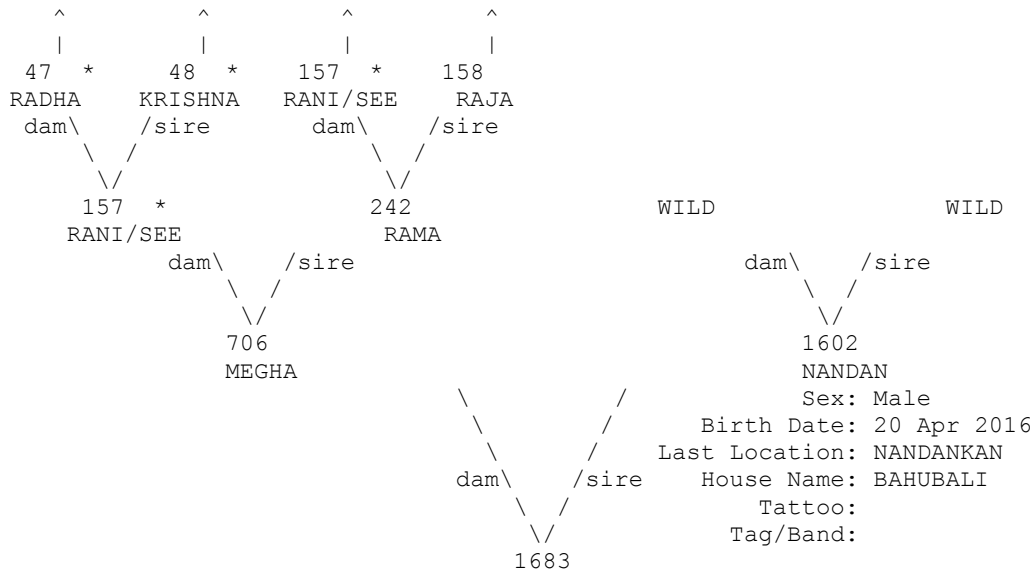 ^ ^ ^ ^
| | | |
47 * 48 * 157 * 158
RADHA KRISHNA RANI/SEE RAJA
dam\ /sire dam\ /sire
\ / \ /
\/ \/
157 * 242 WILD WILD
RANI/SEE RAMA
dam\ /sire dam\ /sire
\ / \ /
\/ \/
706 1602
MEGHA NANDAN
\ / Sex: Male
\ / Birth Date: 20 Apr 2016
\ / Last Location: NANDANKAN
dam\ /sire House Name: BAHUBALI
\ / Tattoo:
\/ Tag/Band:
1683